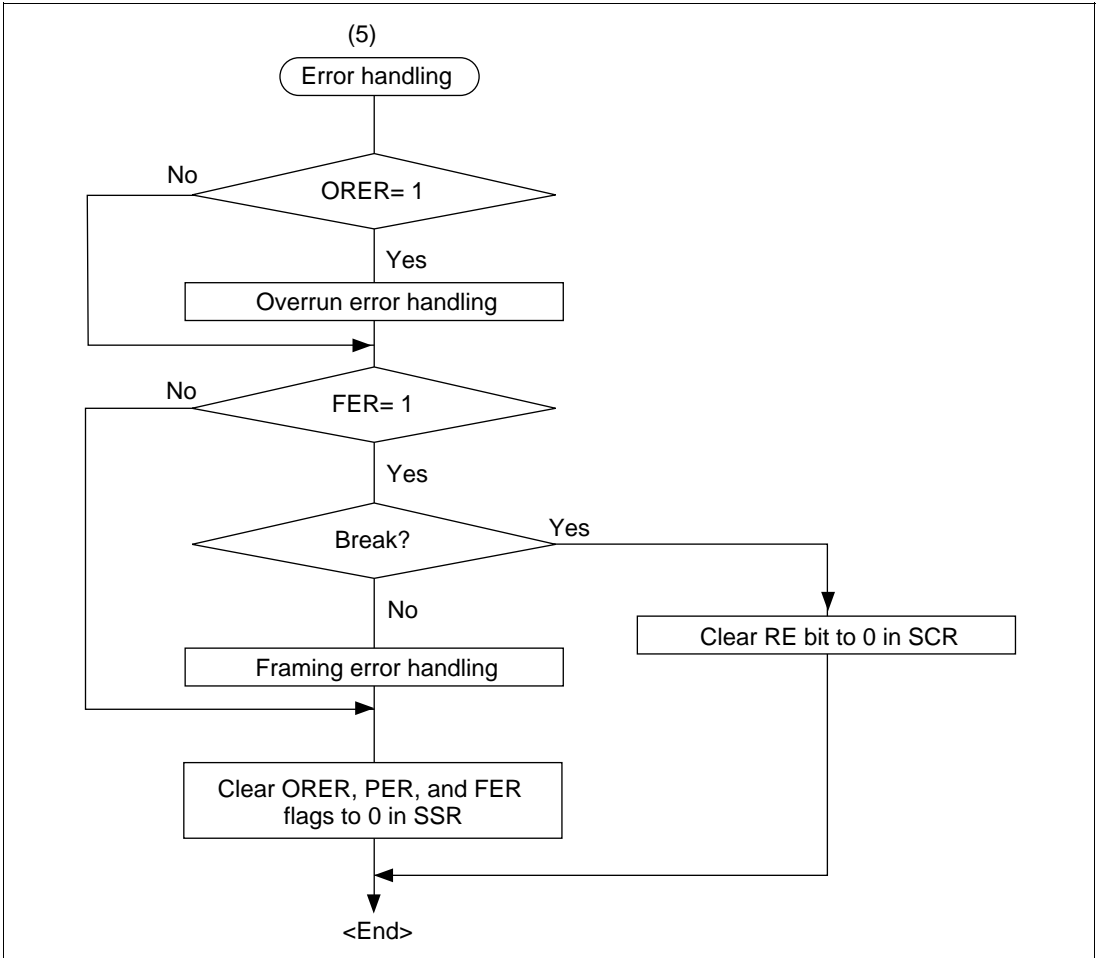 (5)
Error handling
No
ORER= 1
Yes
Overrun error handling
No
FER= 1
Yes
Break?
Yes
No
Clear RE bit to 0 in SCR
Framing error handling
Clear ORER, PER, and FER
flags to 0 in SSR
<End>